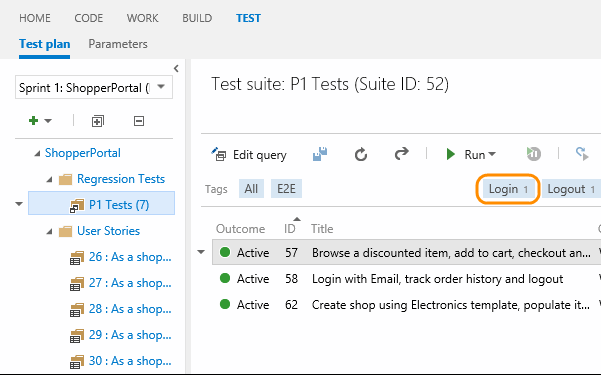 HOME CODE WORK BUILD TEST
Test plan Parameters
Sprint 1: ShopperPortal (
ShopperPortal
Regression Tests
P1 Tests (7)
User Stories
26 : As a shop...
27 : As a shop...
28 : As a shop...
29 : As a shop...
30 : As a shop...
Test suite: P1 Tests (Suite ID: 52)
Edit query Run
Tags All E2E Login 1 Logout 1
Outcome ID Title
Active 57 Browse a discounted item, add to cart, checkout an...
Active 58 Login with Email, track order history and logout
Active 62 Create shop using Electronics template, populate it...